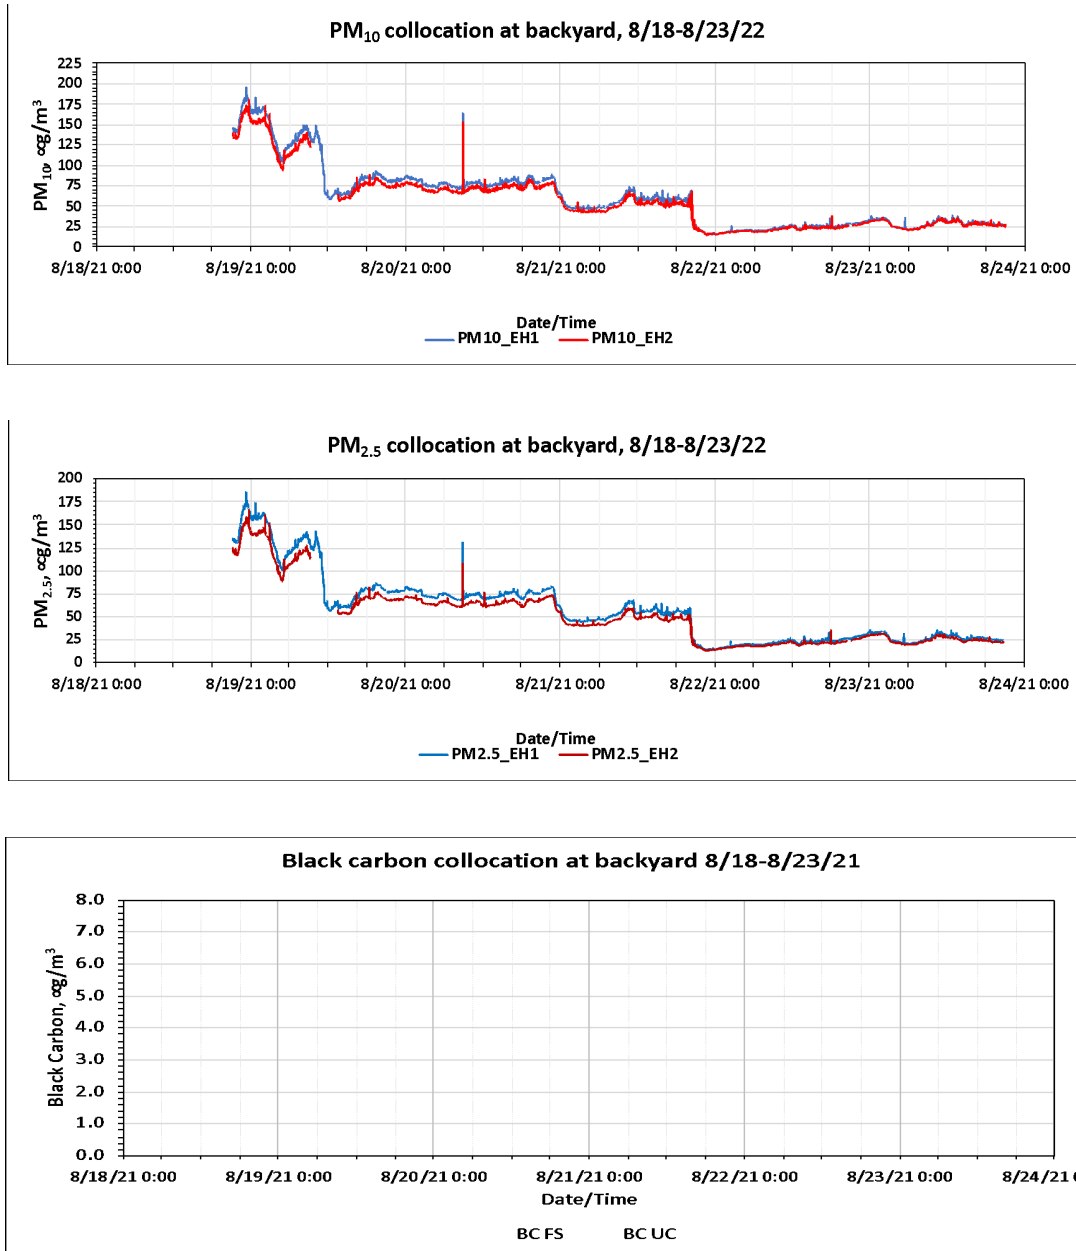 PM10 collocation at backyard, 8/18-8/23/22
PM10, ∝g/m3
225
200
175
150
125
100
75
50
25
0
8/18/21 0:00 8/19/21 0:00 8/20/21 0:00 8/21/21 0:00 8/22/21 0:00 8/23/21 0:00 8/24/21 0:00
Date/Time
PM10_EH1 PM10_EH2
PM2.5 collocation at backyard, 8/18-8/23/22
PM2.5, ∝g/m3
200
175
150
125
100
75
50
25
0
8/18/21 0:00 8/19/21 0:00 8/20/21 0:00 8/21/21 0:00 8/22/21 0:00 8/23/21 0:00 8/24/21 0:00
Date/Time
PM2.5_EH1 PM2.5_EH2
Black carbon collocation at backyard 8/18-8/23/21
Black Carbon, ∝g/m3
8.0
7.0
6.0
5.0
4.0
3.0
2.0
1.0
0.0
8/18/21 0:00 8/19/21 0:00 8/20/21 0:00 8/21/21 0:00 8/22/21 0:00 8/23/21 0:00 8/24/21 0
Date/Time
BC FS BC UC